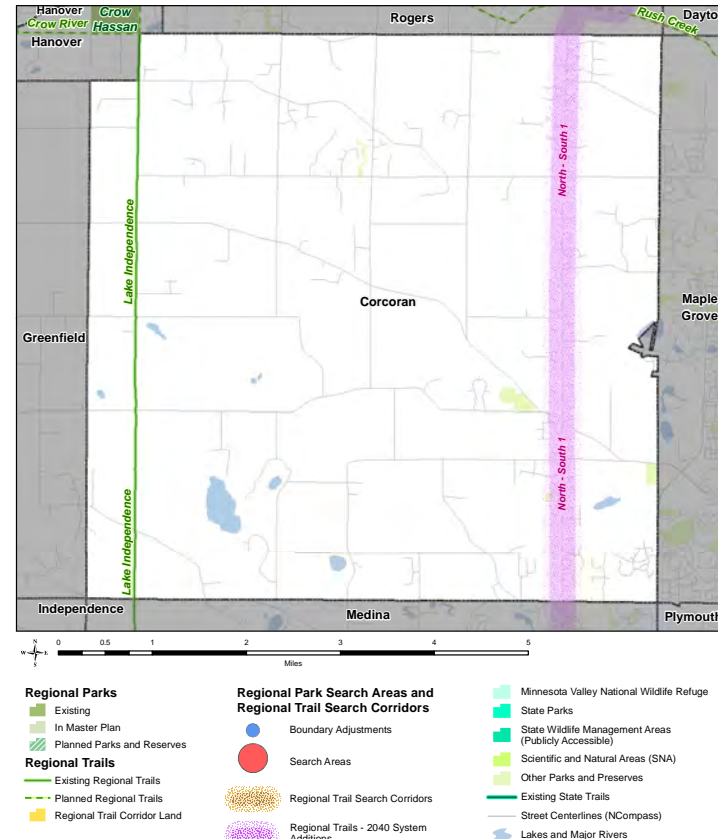 Hanover
Crow
Hassan
Crow River
Hanover
Rogers
Rush Creek
Dayto
North - South 1
Lake Independence
Corcoran
Maple
Grove
Greenfield
North - South 1
Lake Independence
Independence
Medina
Plymouth
N
W E
S
0 0.5 1 2 3 4 5
Miles
Regional Parks
Existing
In Master Plan
Planned Parks and Reserves
Regional Trails
Existing Regional Trails
Planned Regional Trails
Regional Trail Corridor Land
Regional Park Search Areas and
Regional Trail Search Corridors
Boundary Adjustments
Search Areas
Regional Trail Search Corridors
Regional Trails - 2040 System
Additions
Minnesota Valley National Wildlife Refuge
State Parks
State Wildlife Management Areas
(Publicly Accessible)
Scientific and Natural Areas (SNA)
Other Parks and Preserves
Existing State Trails
Street Centerlines (NCompass)
Lakes and Major Rivers